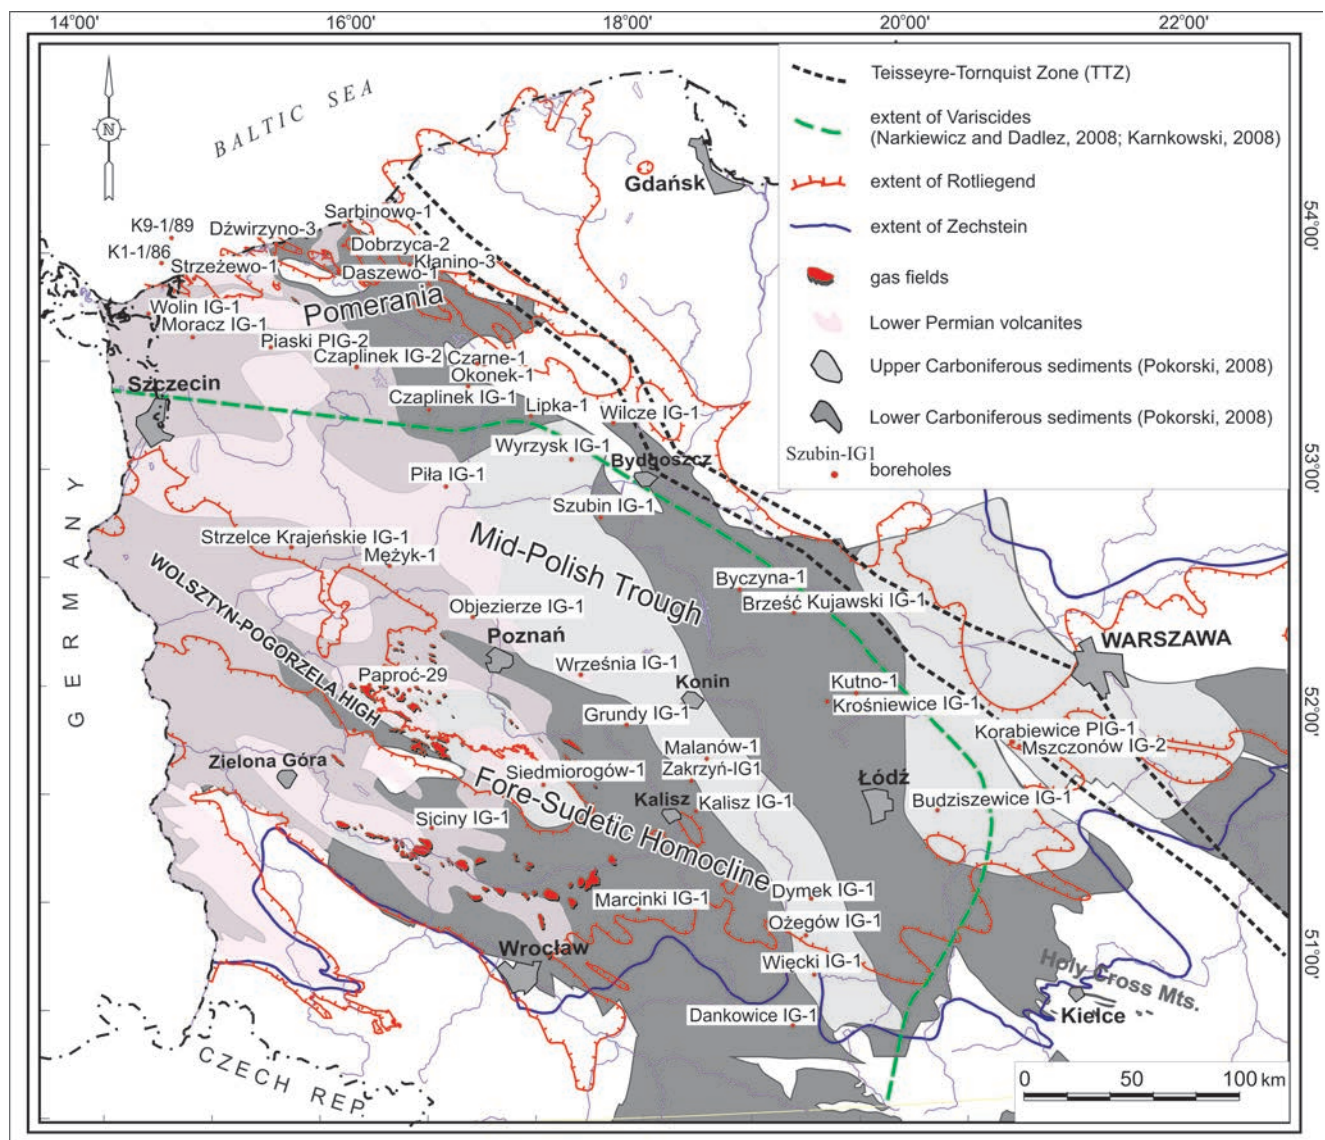 14°00'
16°00'
18°00'
20°00'
22°00'
54°00'
53°00'
52°00'
51°00'
N
BALTIC SEA
Teisseyre-Tornquist Zone (TTZ)
extent of Variscides
(Narkiewicz and Dadlez, 2008; Karnkowski, 2008)
extent of Rotliegend
extent of Zechstein
gas fields
Lower Permian volcanites
Upper Carboniferous sediments (Pokorski, 2008)
Lower Carboniferous sediments (Pokorski, 2008)
Szubin-IG1
boreholes
Gdańsk
K9-1/89
K1-1/86
Dźwirzyno-3
Sarbinowo-1
Dobrzyca-2
Kłanino-3
Strzeżewo-1
Daszewo-1
Pomerania
Wolin IG-1
Moracz IG-1
Piaski PIG-2
Czaplinek IG-2
Czarne-1
Okonek-1
Szczecin
Czaplinek IG-1
Lipka-1
Wilcze IG-1
Wyrzysk IG-1
Bydgoszcz
Piła IG-1
Szubin IG-1
GERMANY
Strzelce Krajeńskie IG-1
Mężyk-1
Mid-Polish Trough
Byczyna-1
Brześć Kujawski IG-1
WOLSZTYN-POGORZELA HIGH
Objezierze IG-1
Poznań
WARSZAWA
Paproć-29
Września IG-1
Konin
Kutno-1
Krośniewice IG-1
Grundy IG-1
Korabiewice PIG-1
Mszczonów IG-2
Malanów-1
Zakrzyń-IG1
Zielona Góra
Siedmiorogów-1
Fore-Sudetic Homocline
Kalisz
Kalisz IG-1
Łódź
Budziszewice IG-1
Siciny IG-1
Marcinki IG-1
Dymek IG-1
Ożegów IG-1
Wrocław
Więcki IG-1
Holy Cross Mts.
Dankowice IG-1
Kielce
CZECH REP.
0 50 100 km